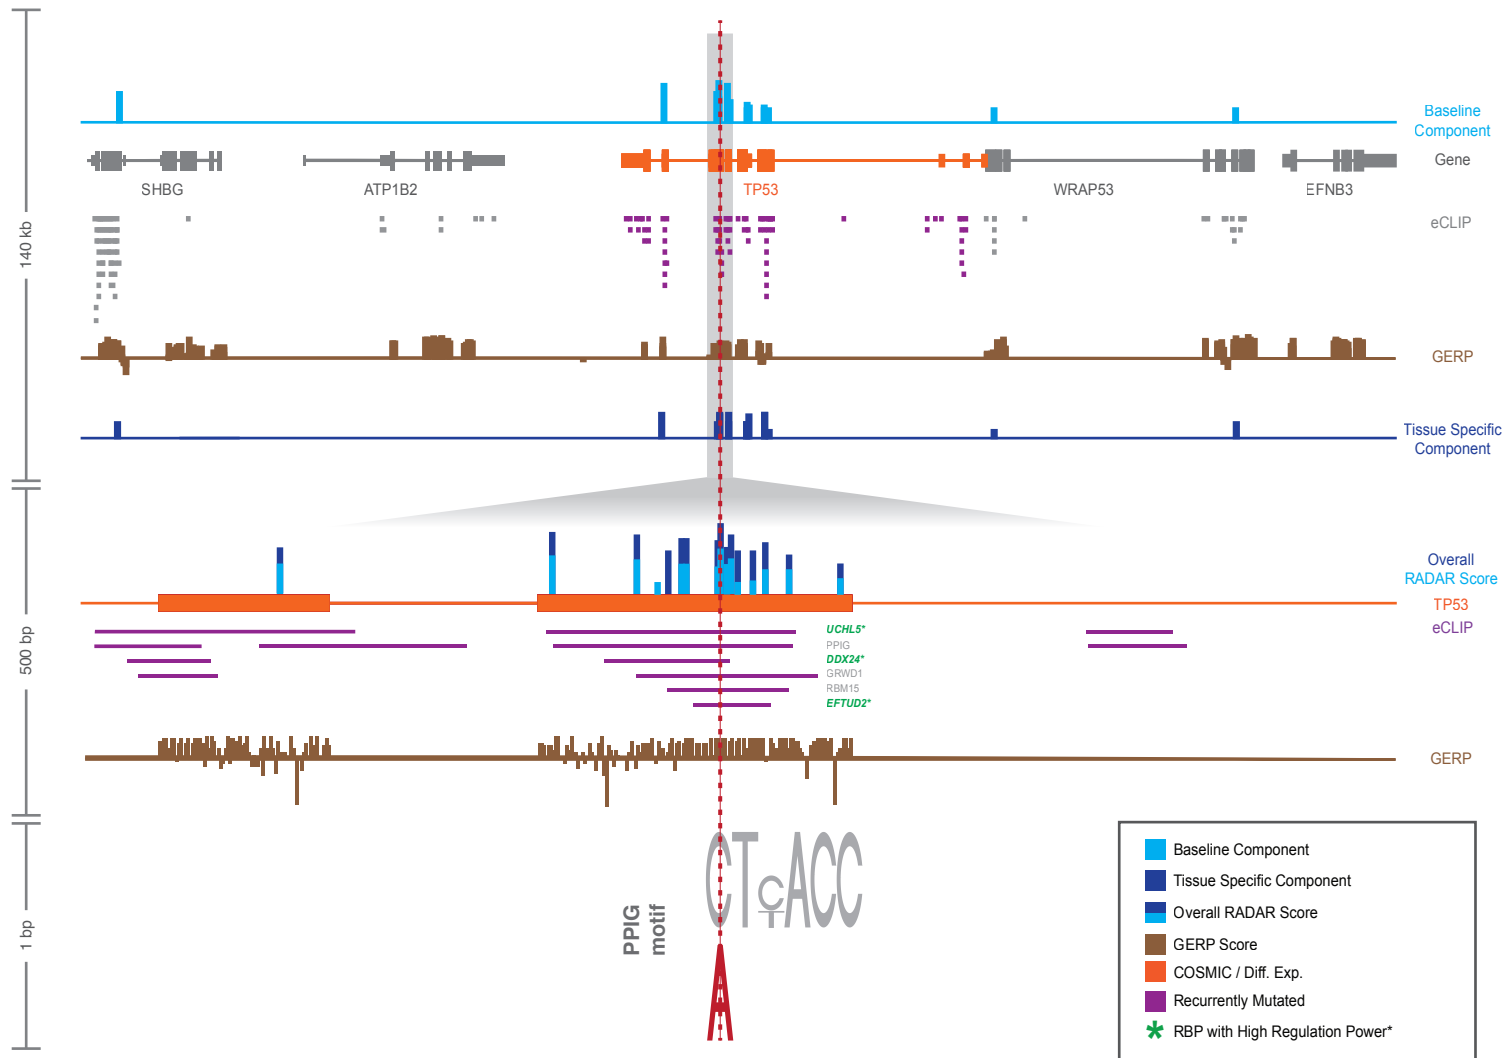 Baseline
Component
Gene
SHBG
ATP1B2
TP53
WRAP53
EFNB3
eCLIP
140 kb
GERP
Tissue Specific
Component
Overall
RADAR Score
TP53
eCLIP
UCHL5*
PPIG
DDX24*
GRWD1
RBM15
EFTUD2*
500 bp
GERP
CTCTACC
PPIG
motif
A
1 bp
Baseline Component
Tissue Specific Component
Overall RADAR Score
GERP Score
COSMIC / Diff. Exp.
Recurrently Mutated
* RBP with High Regulation Power*